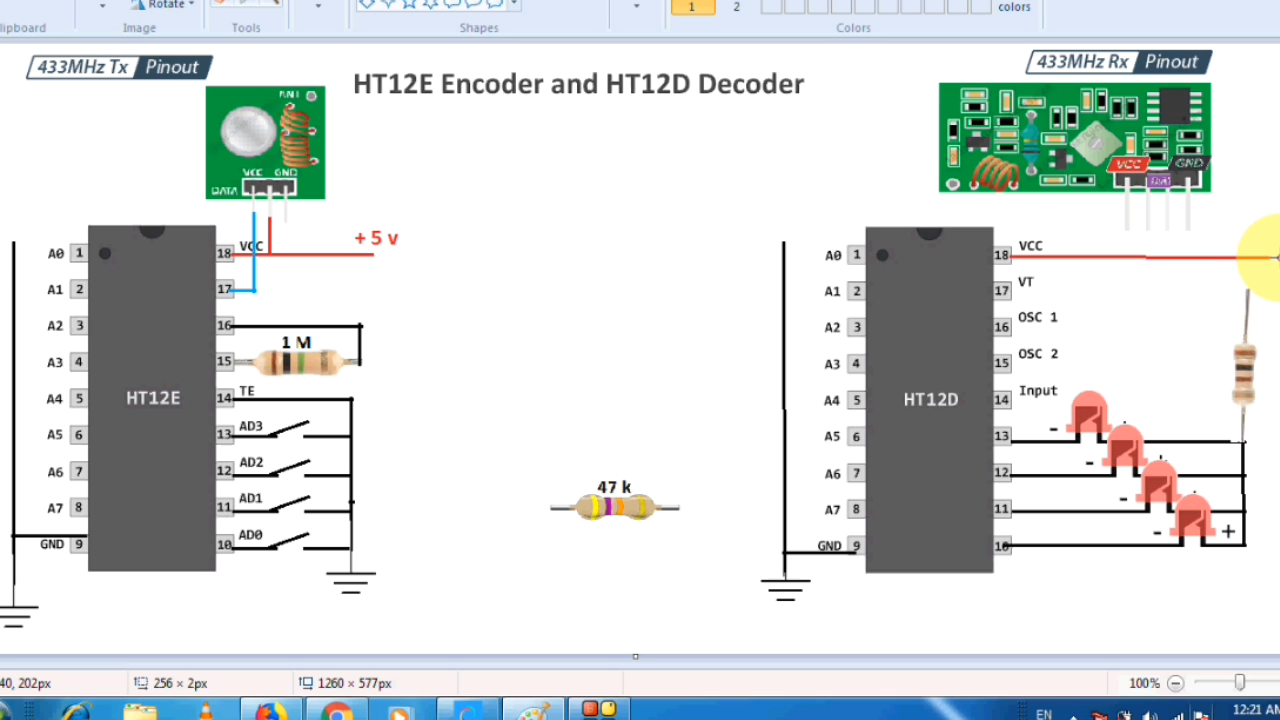 lipboard
Rotate
Image
Tools
Shapes
1
2
colors
Colors
433MHz Tx Pinout
HT12E Encoder and HT12D Decoder
433MHz Rx Pinout
ANT
VCC GND
DATA
VCC
GND
+ 5 v
A0 1
A1 2
A2 3
A3 4
A4 5
A5 6
A6 7
A7 8
GND 9
HT12E
18 VCC
17
16
1 M
15
14 TE
13 AD3
12 AD2
11 AD1
10 AD0
47 k
A0 1
A1 2
A2 3
A3 4
A4 5
A5 6
A6 7
A7 8
GND 9
HT12D
18 VCC
17 VT
16 OSC 1
15 OSC 2
14 Input
13 -
12 -
11 -
10 - +
40, 202px
256 × 2px
1260 × 577px
100%
EN
12:21 AM